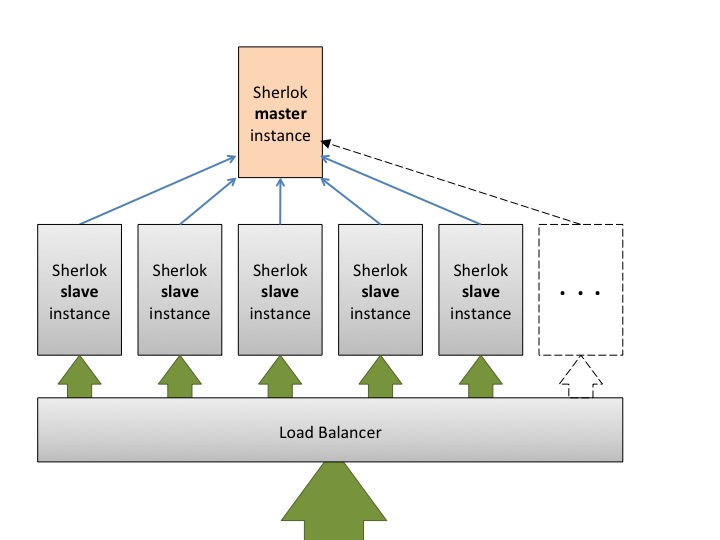 Sherlok
master
instance
Sherlok
slave
instance
Sherlok
slave
instance
Sherlok
slave
instance
Sherlok
slave
instance
Sherlok
slave
instance
. . .
Load Balancer